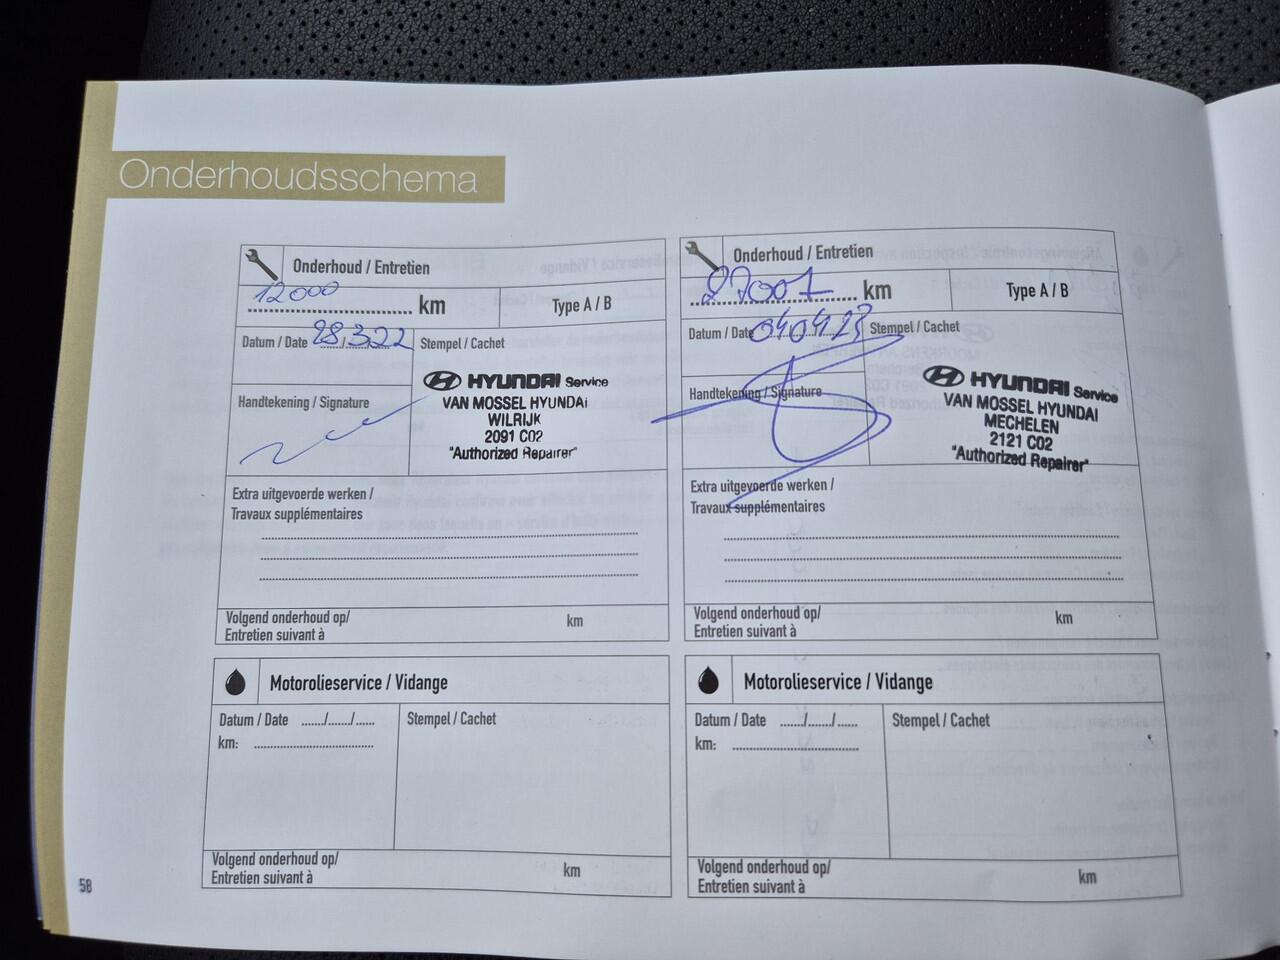 Onderhoudsschema
Onderhoud / Entretien
12000 km
Type A / B
Datum / Date 28.3.22
Stempel / Cachet
Handtekening / Signature
HYUNDAI Service
VAN MOSSEL HYUNDAI
WILRIJK
2091 C02
"Authorized Repairer"
Extra uitgevoerde werken /
Travaux supplémentaires
Volgend onderhoud op/
Entretien suivant à
km
Onderhoud / Entretien
27001 km
Type A / B
Datum / Date 04.04.23
Stempel / Cachet
Handtekening / Signature
HYUNDAI Service
VAN MOSSEL HYUNDAI
MECHELEN
2121 C02
"Authorized Repairer"
Extra uitgevoerde werken /
Travaux supplémentaires
Volgend onderhoud op/
Entretien suivant à
km
Motorolieservice / Vidange
Datum / Date ....../....../......
Stempel / Cachet
km: ..............................
Volgend onderhoud op/
Entretien suivant à
km
Motorolieservice / Vidange
Datum / Date ....../....../......
Stempel / Cachet
km: ..............................
Volgend onderhoud op/
Entretien suivant à
km
58